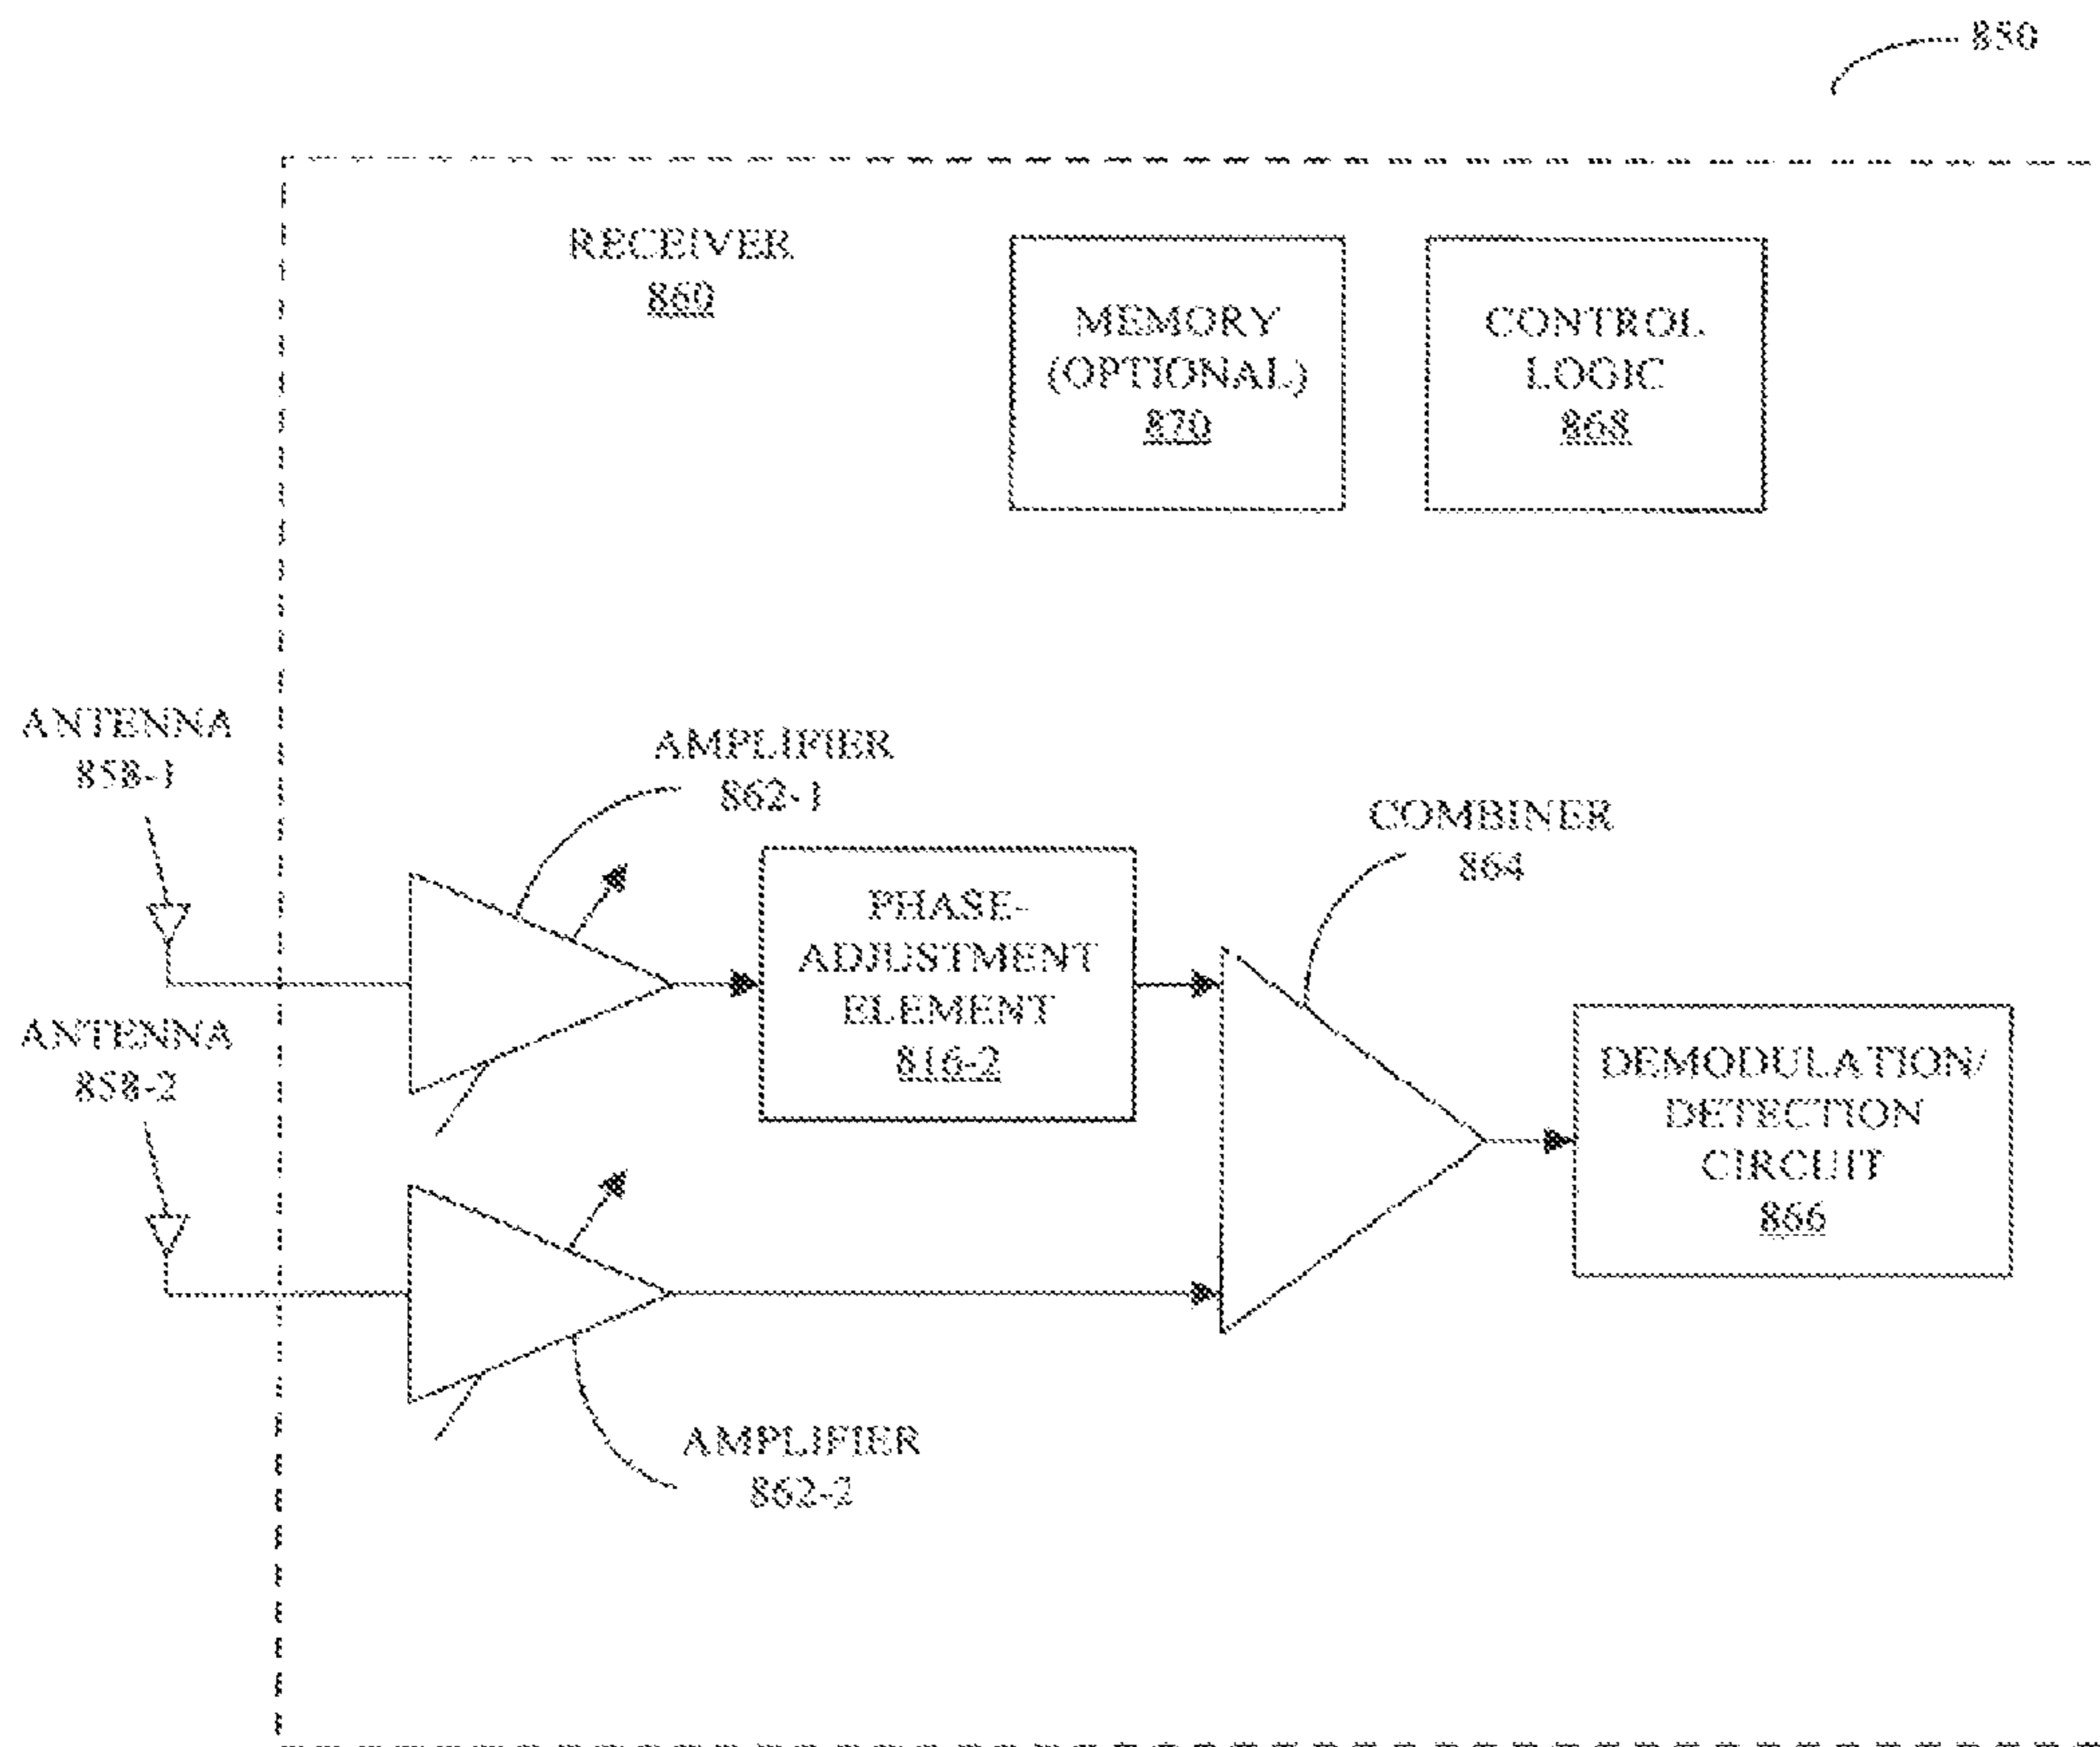 850
RECEIVER
860
MEMORY
(OPTIONAL)
870
CONTROL
LOGIC
868
ANTENNA
858-1
AMPLIFIER
862-1
COMBINER
864
PHASE-
ADJUSTMENT
ELEMENT
816-2
ANTENNA
858-2
DEMODULATION/
DETECTION
CIRCUIT
866
AMPLIFIER
862-2